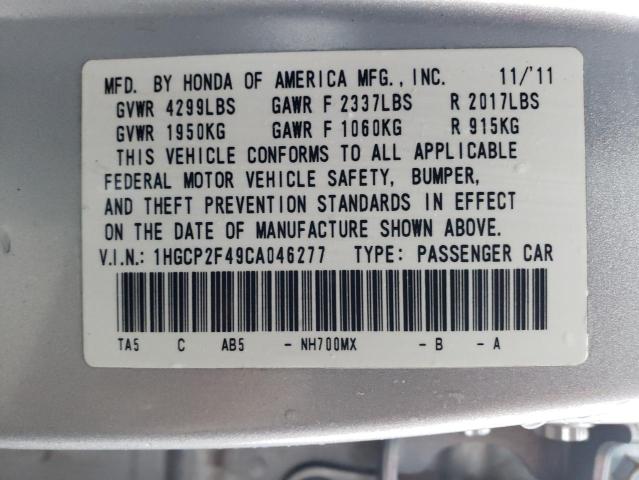 MFD. BY HONDA OF AMERICA MFG., INC. 11/'11
GVWR 4299LBS GAWR F 2337LBS R 2017LBS
GVWR 1950KG GAWR F 1060KG R 915KG
THIS VEHICLE CONFORMS TO ALL APPLICABLE
FEDERAL MOTOR VEHICLE SAFETY, BUMPER,
AND THEFT PREVENTION STANDARDS IN EFFECT
ON THE DATE OF MANUFACTURE SHOWN ABOVE.
V.I.N.: 1HGCP2F49CA046277 TYPE: PASSENGER CAR
TA5 C AB5 - NH700MX - B - A